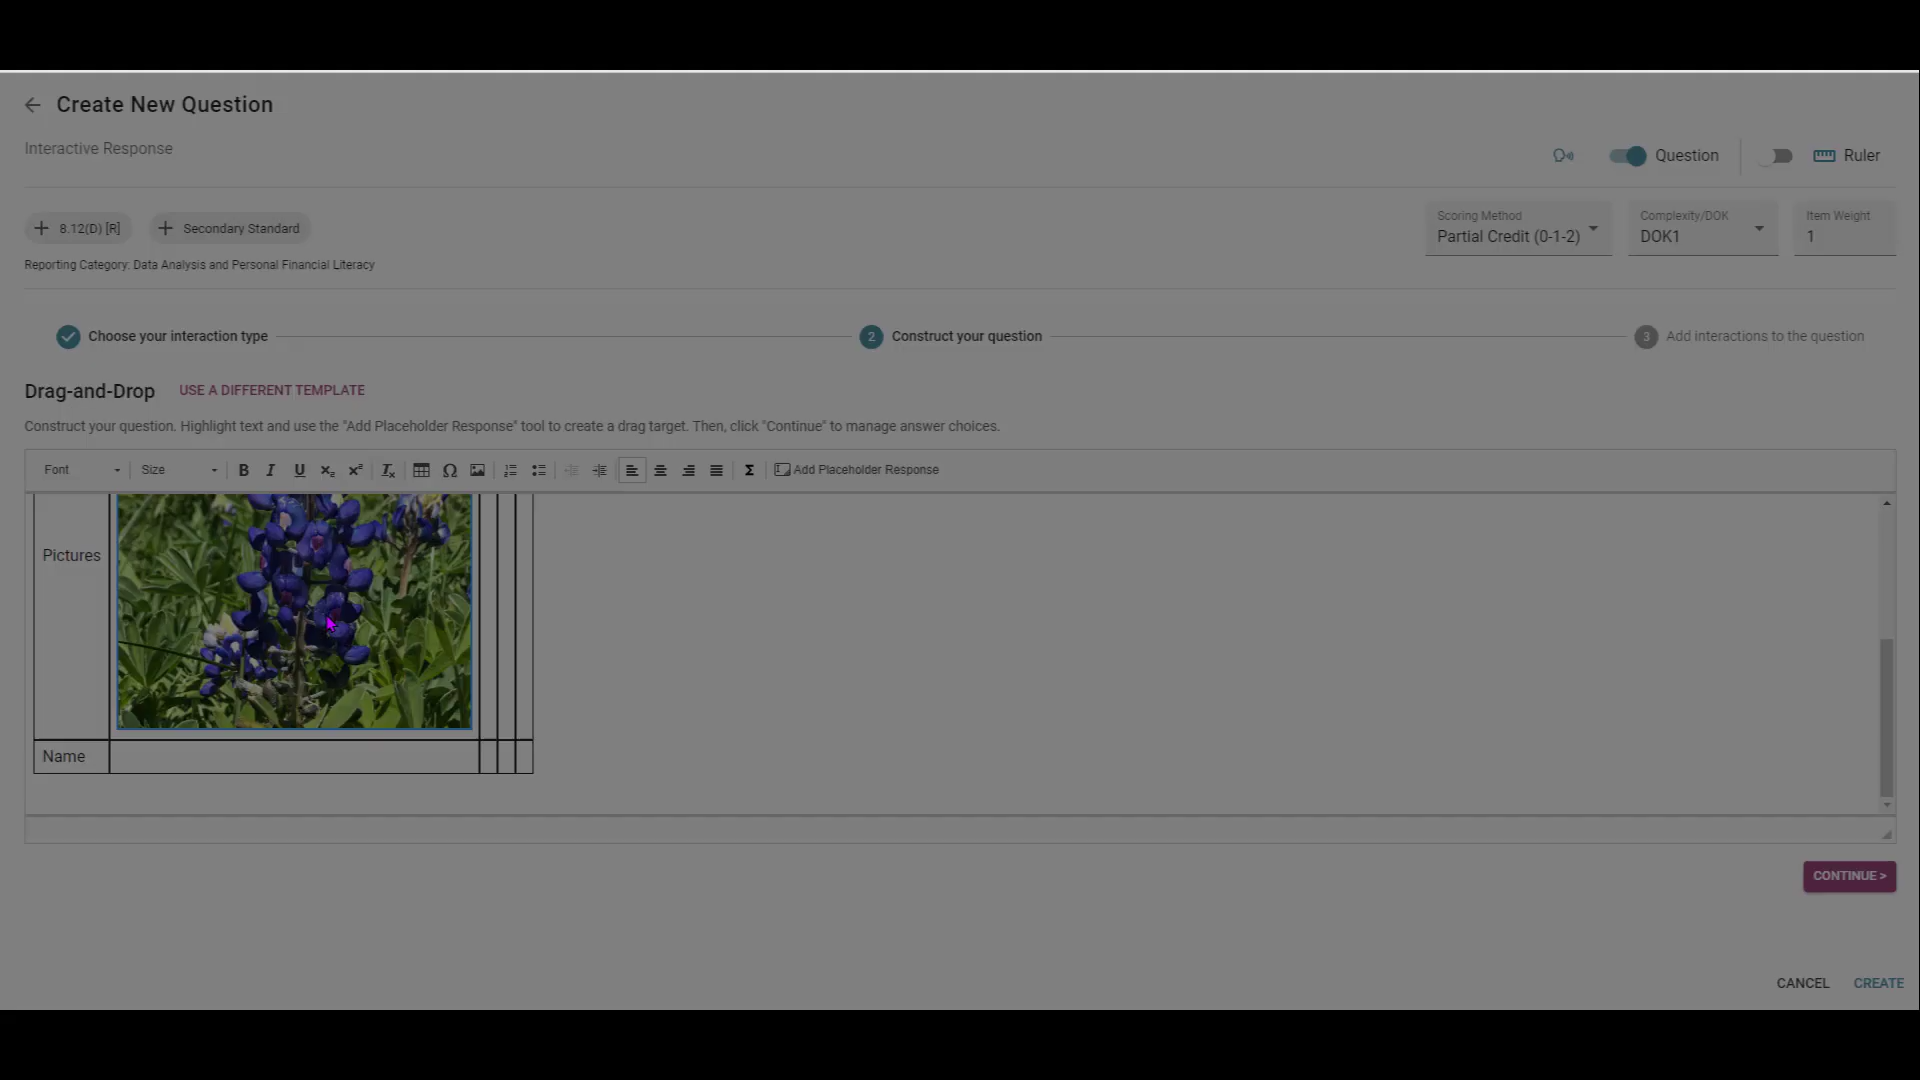 Create New Question
Interactive Response
Question
Ruler
8.12(D) [R]
Secondary Standard
Scoring Method
Partial Credit (0-1-2)
Complexity/DOK
DOK1
Item Weight
1
Reporting Category: Data Analysis and Personal Financial Literacy
Choose your interaction type
2 Construct your question
3 Add interactions to the question
Drag-and-Drop USE A DIFFERENT TEMPLATE
Construct your question. Highlight text and use the "Add Placeholder Response" tool to create a drag target. Then, click "Continue" to manage answer choices.
Font Size B I U x₂ x² Tx Ω Σ Add Placeholder Response
Pictures
Name
CONTINUE >
CANCEL CREATE